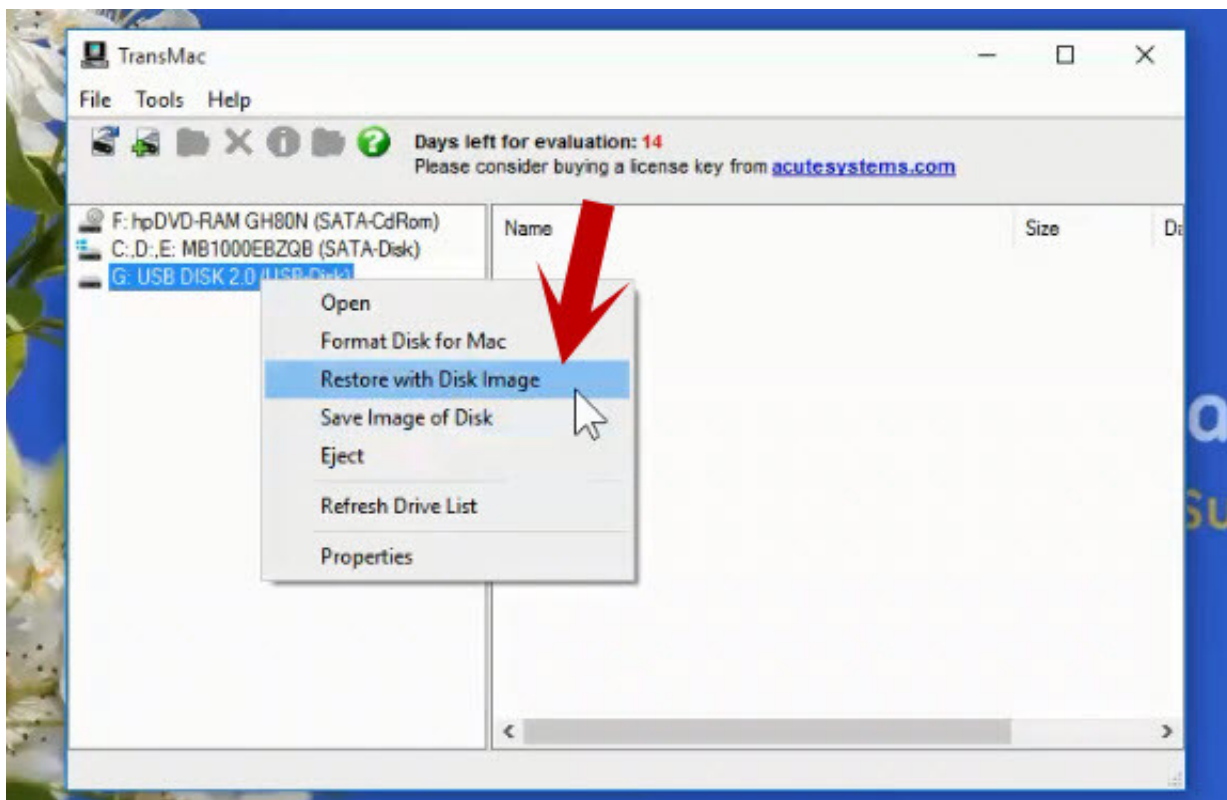 TransMac
File Tools Help
Days left for evaluation: 14
Please consider buying a license key from acutesystems.com
F: hpDVD-RAM GH80N (SATA-CdRom)
C:,D:,E: MB1000EBZQB (SATA-Disk)
G: USB DISK 2.0 (USB-Disk)
Name Size Da
Open
Format Disk for Mac
Restore with Disk Image
Save Image of Disk
Eject
Refresh Drive List
Properties
a
Su